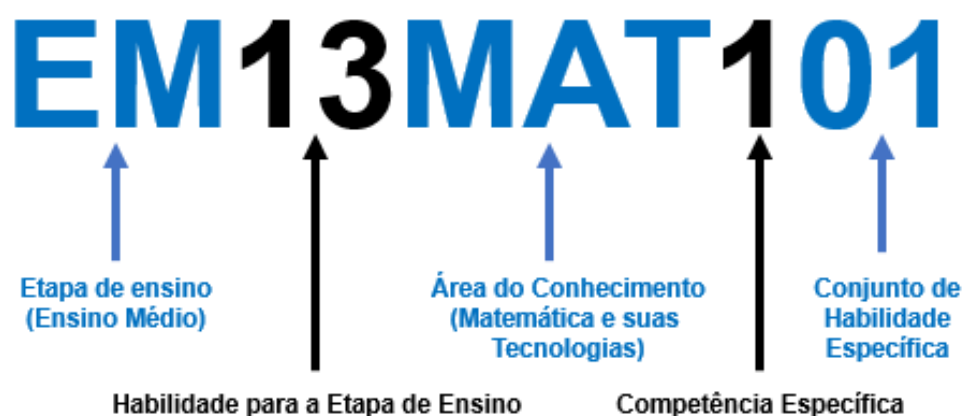 EM13MAT101
Etapa de ensino
(Ensino Médio)
Área do Conhecimento
(Matemática e suas
Tecnologias)
Conjunto de
Habilidade
Específica
Habilidade para a Etapa de Ensino
Competência Específica